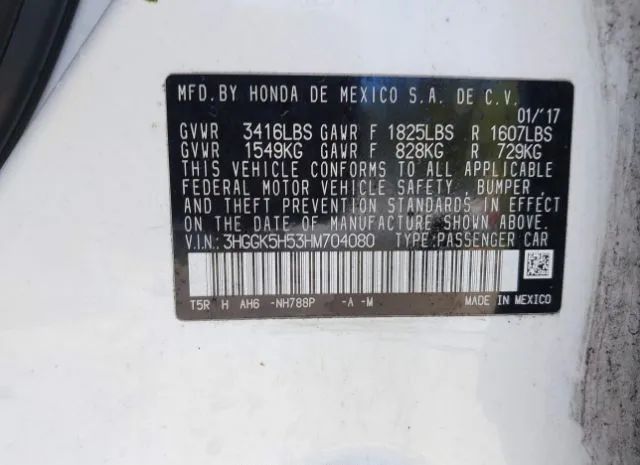 MFD.BY HONDA DE MEXICO S.A. DE C.V.
01/'17
GVWR 3416LBS GAWR F 1825LBS R 1607LBS
GVWR 1549KG GAWR F 828KG R 729KG
THIS VEHICLE CONFORMS TO ALL APPLICABLE
FEDERAL MOTOR VEHICLE SAFETY, BUMPER,
AND THEFT PREVENTION STANDARDS IN EFFECT
ON THE DATE OF MANUFACTURE SHOWN ABOVE.
V.I.N.: 3HGGK5H53HM704080 TYPE:PASSENGER CAR
T5R H AH6 -NH788P -A -M MADE IN MEXICO